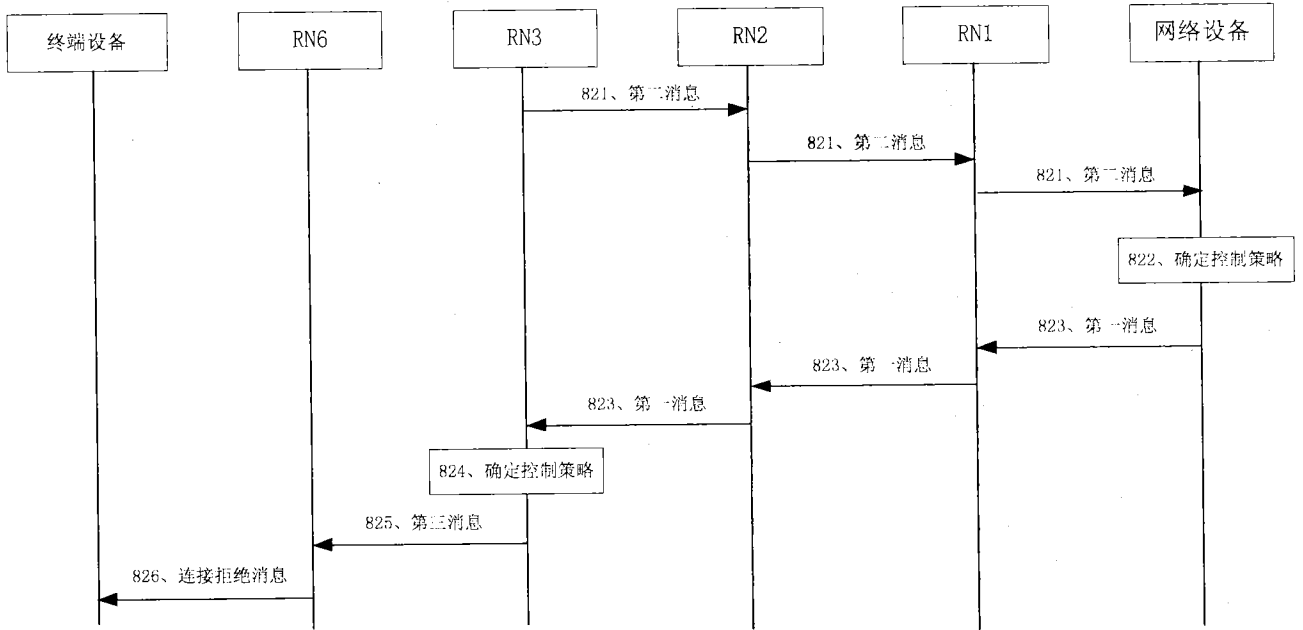 终端设备
RN6
RN3
RN2
RN1
网络设备
821、第二消息
821、第二消息
821、第二消息
822、确定控制策略
823、第一消息
823、第一消息
823、第一消息
824、确定控制策略
825、第三消息
826、连接拒绝消息